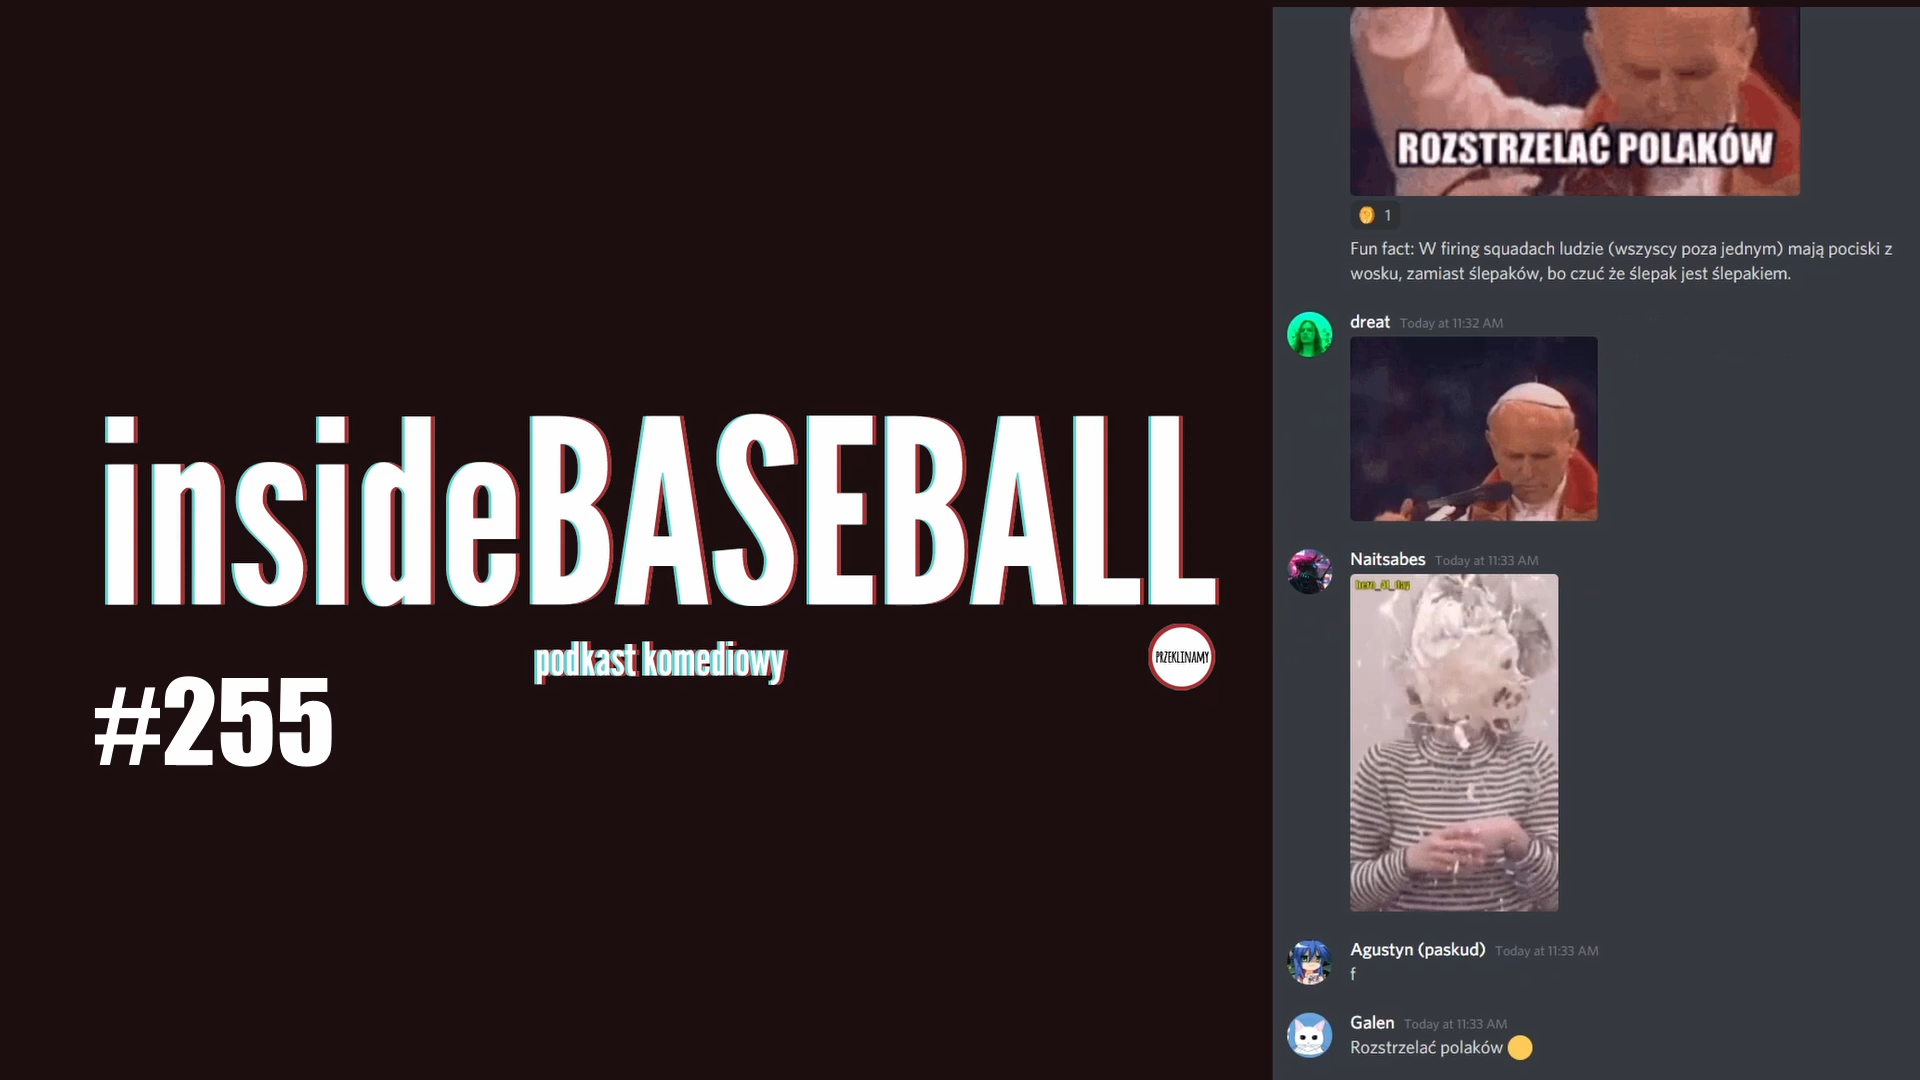 insideBASEBALL
podkast komediowy
PRZEKLINAMY
#255
ROZSTRZELAĆ POLAKÓW
1
Fun fact: W firing squadach ludzie (wszyscy poza jednym) mają pociski z
wosku, zamiast ślepaków, bo czuć że ślepak jest ślepakiem.
dreat Today at 11:32 AM
Naitsabes Today at 11:33 AM
Agustyn (paskud) Today at 11:33 AM
f
Galen Today at 11:33 AM
Rozstrzelać polaków